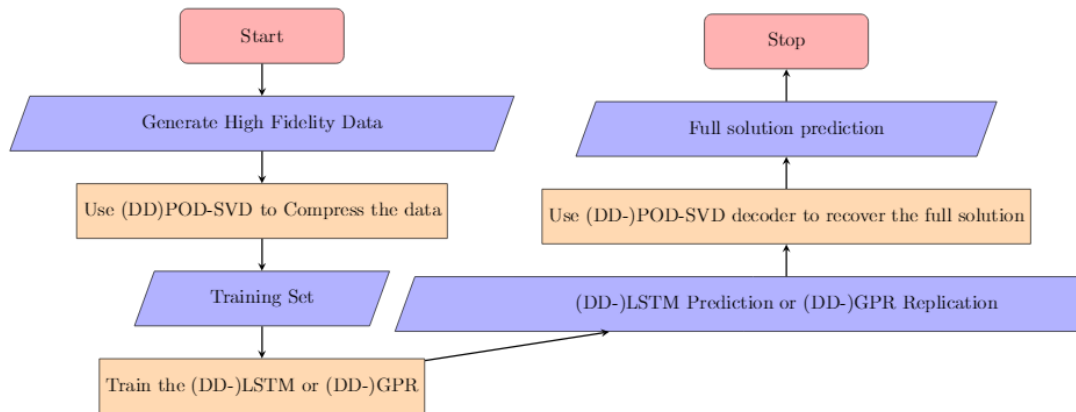 Start
Generate High Fidelity Data
Use (DD)POD-SVD to Compress the data
Training Set
Train the (DD-)LSTM or (DD-)GPR
(DD-)LSTM Prediction or (DD-)GPR Replication
Use (DD-)POD-SVD decoder to recover the full solution
Full solution prediction
Stop